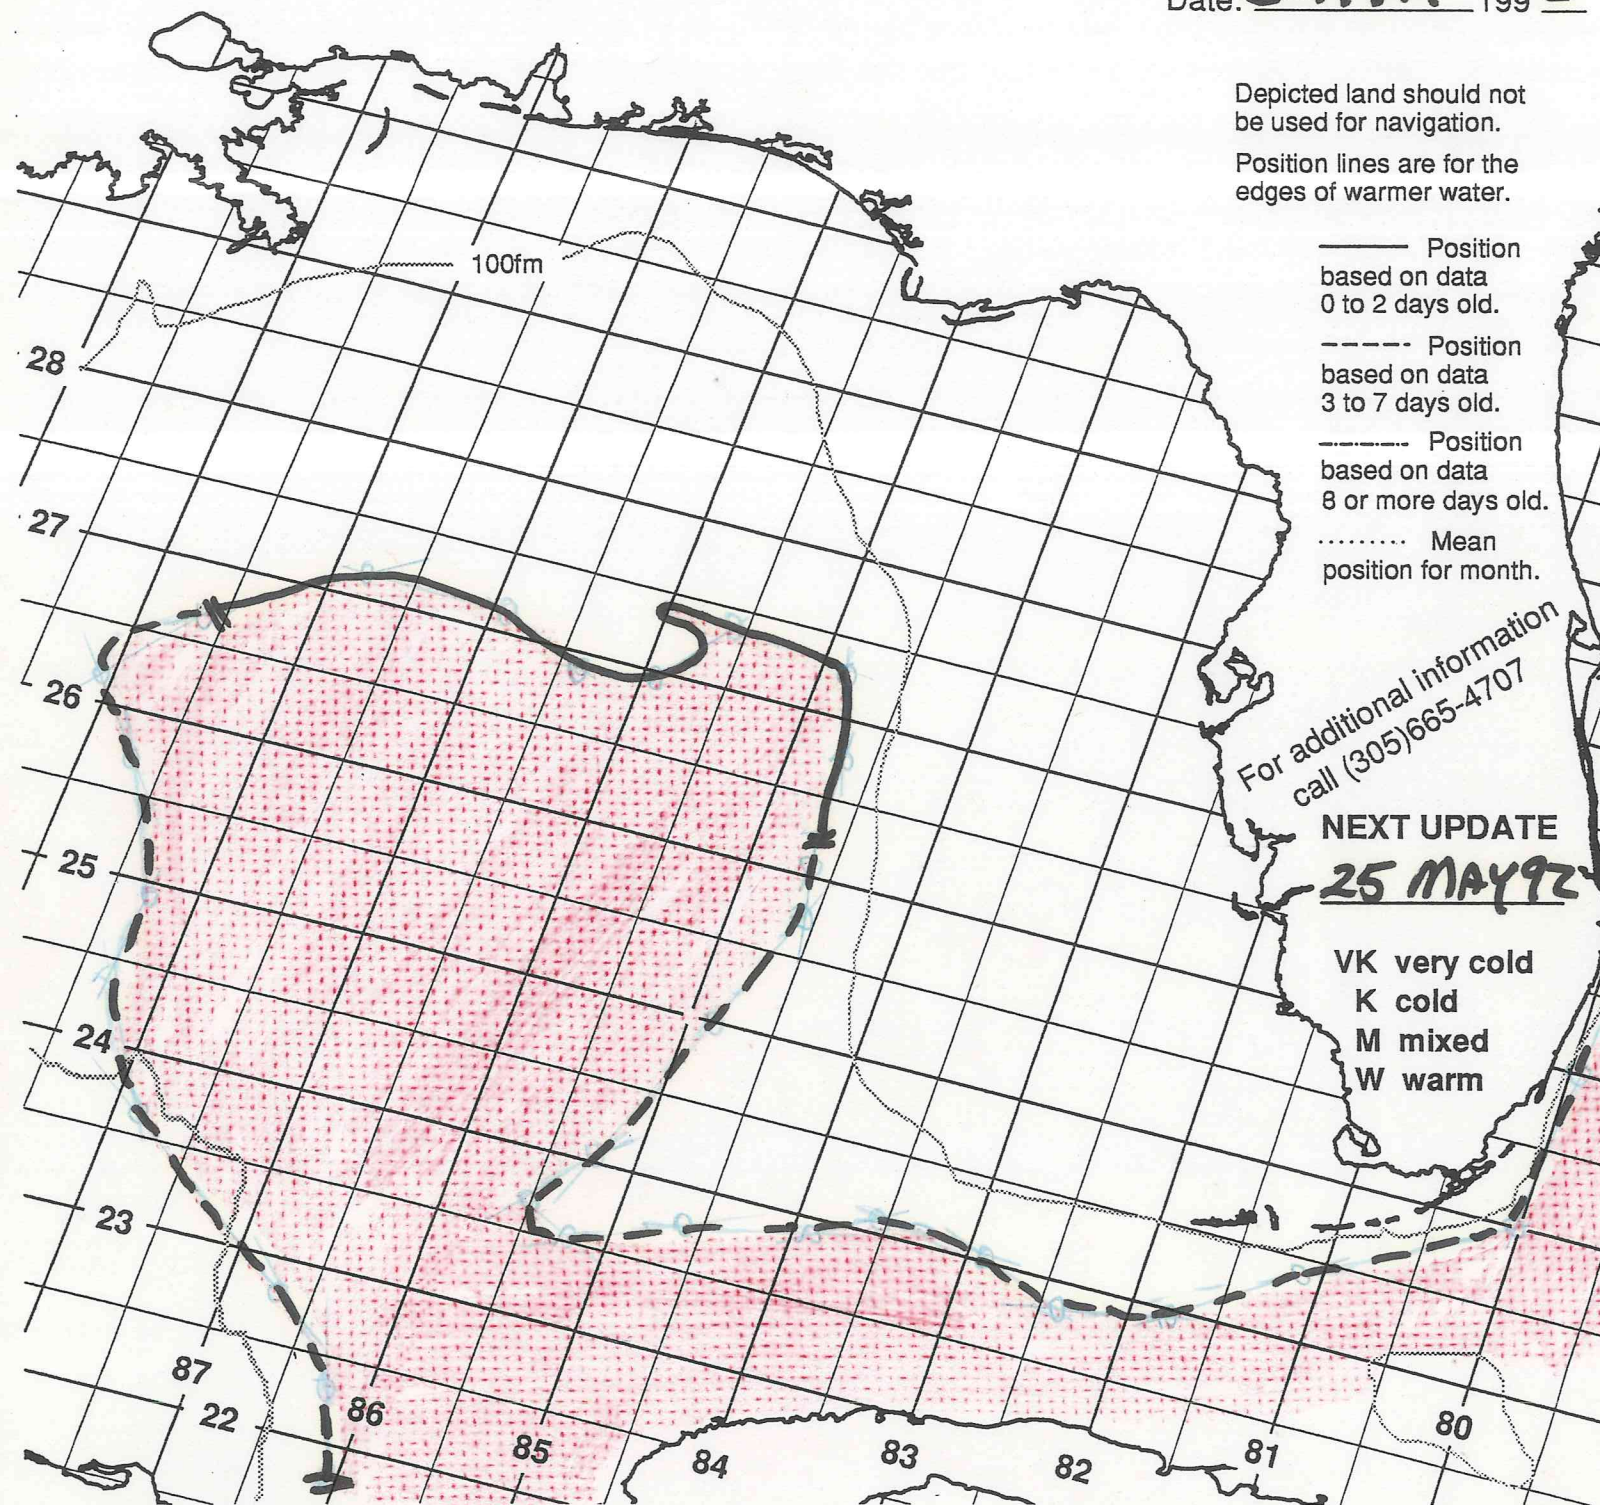 Date: 199
Depicted land should not
be used for navigation.
Position lines are for the
edges of warmer water.
Position
based on data
0 to 2 days old.
Position
based on data
3 to 7 days old.
Position
based on data
8 or more days old.
Mean
position for month.
For additional information
call (305)665-4707
NEXT UPDATE
25 MAY 92
VK very cold
K cold
M mixed
W warm
100fm
28
27
26
25
24
23
87
22
86
85
84
83
82
81
80